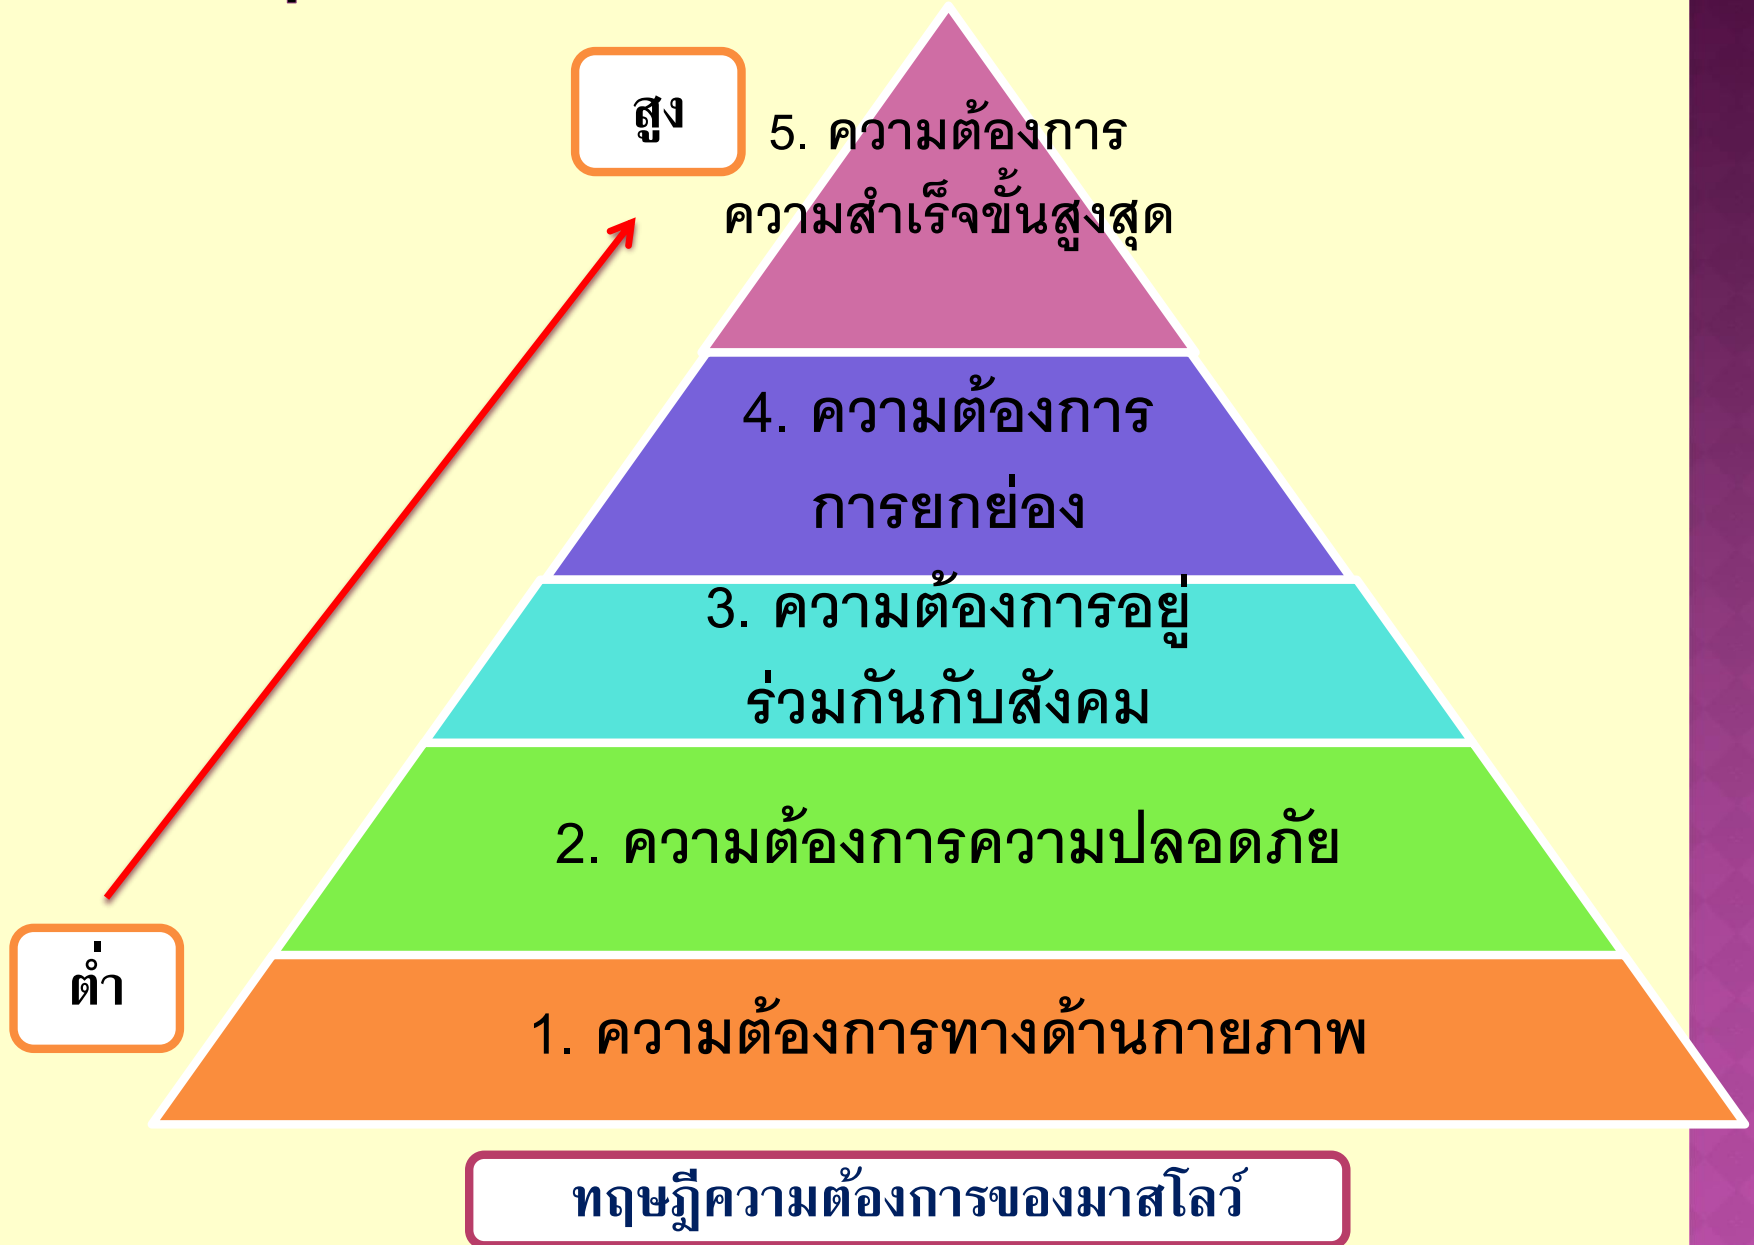 สูง
5. ความต้องการ
ความสำเร็จขั้นสูงสุด
4. ความต้องการ
การยกย่อง
3. ความต้องการอยู่
ร่วมกันกับสังคม
2. ความต้องการความปลอดภัย
ต่ำ
1. ความต้องการทางด้านกายภาพ
ทฤษฎีความต้องการของมาสโลว์